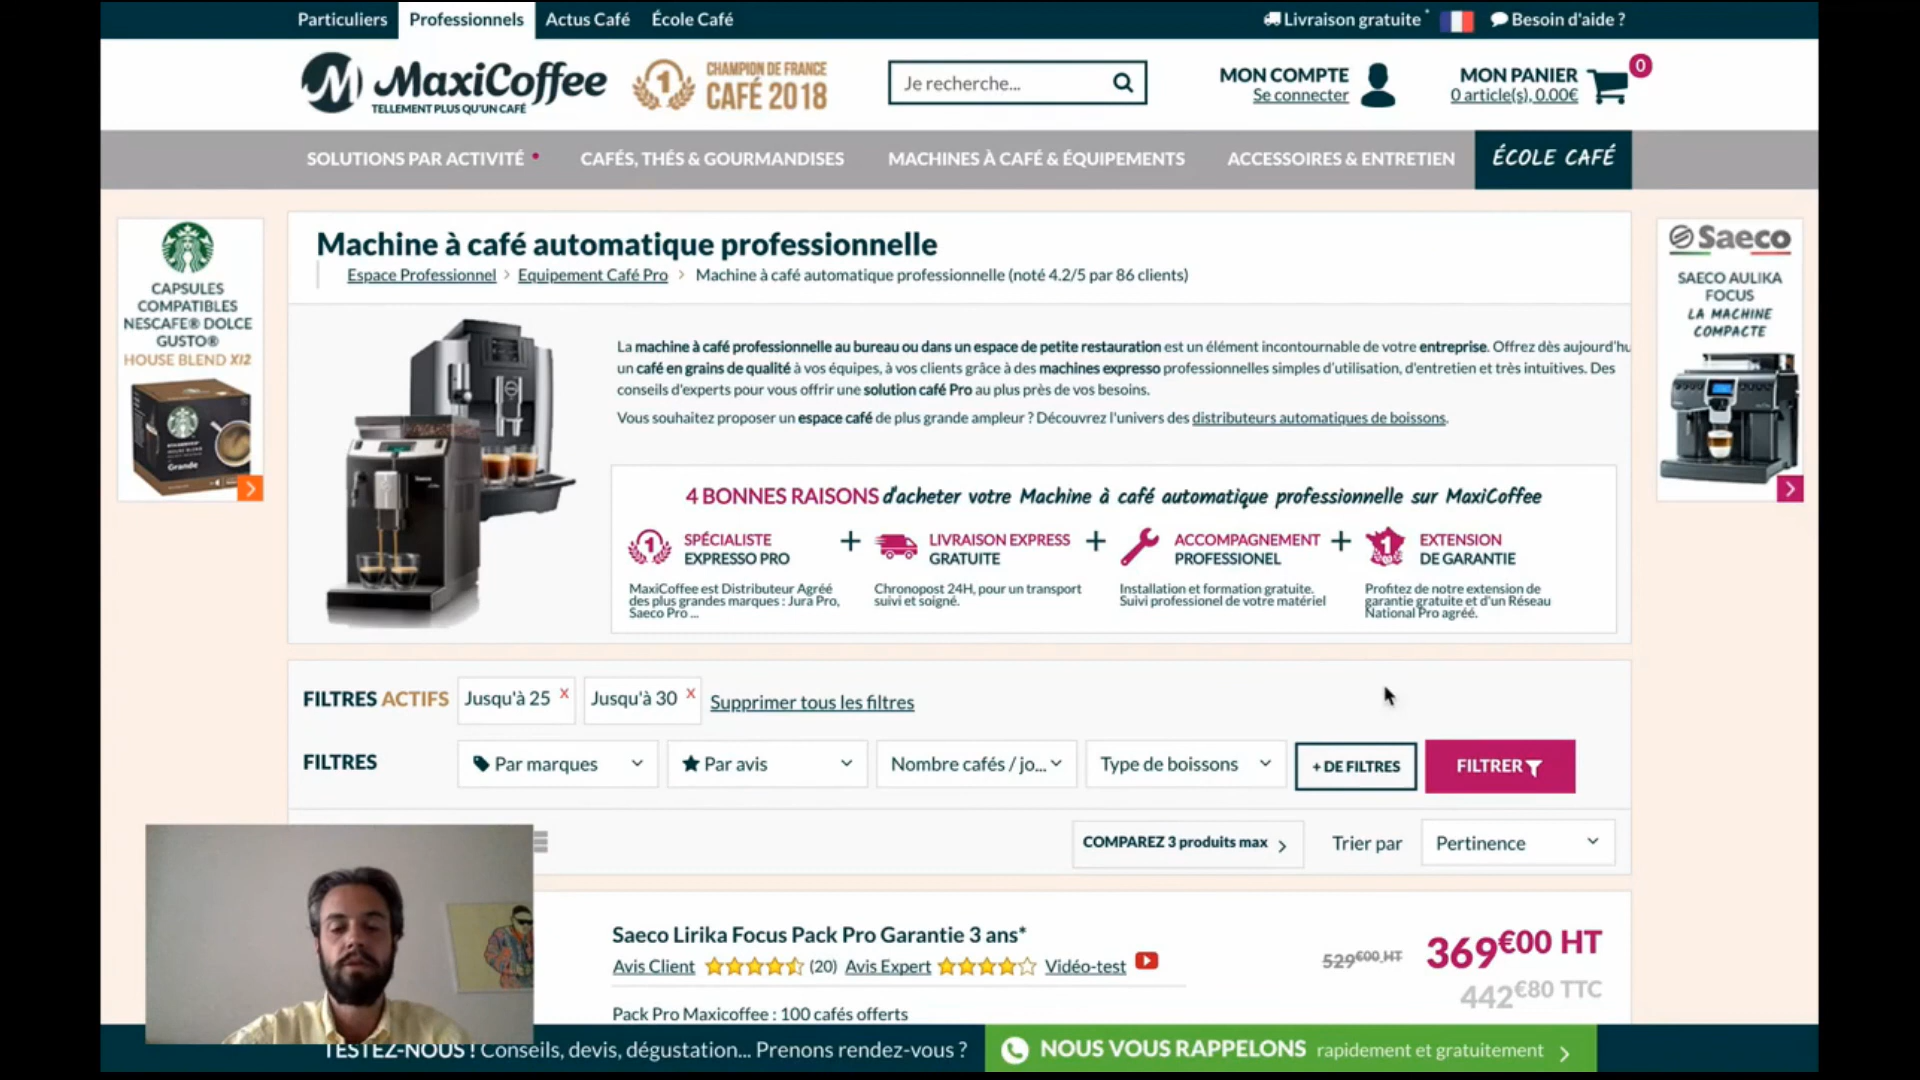 Particuliers Professionnels Actus Café École Café Livraison gratuite * Besoin d'aide ?
MaxiCoffee
TELLEMENT PLUS QU'UN CAFÉ
1 CHAMPION DE FRANCE
CAFÉ 2018
Je recherche...
MON COMPTE
Se connecter
MON PANIER 0
0 article(s), 0.00€
SOLUTIONS PAR ACTIVITÉ CAFÉS, THÉS & GOURMANDISES MACHINES À CAFÉ & ÉQUIPEMENTS ACCESSOIRES & ENTRETIEN ÉCOLE CAFÉ
CAPSULES
COMPATIBLES
NESCAFE® DOLCE
GUSTO®
HOUSE BLEND X12
Grande
Machine à café automatique professionnelle
Espace Professionnel > Equipement Café Pro > Machine à café automatique professionnelle (noté 4.2/5 par 86 clients)
La machine à café professionnelle au bureau ou dans un espace de petite restauration est un élément incontournable de votre entreprise. Offrez dès aujourd'hu
un café en grains de qualité à vos équipes, à vos clients grâce à des machines expresso professionnelles simples d'utilisation, d'entretien et très intuitives. Des
conseils d'experts pour vous offrir une solution café Pro au plus près de vos besoins.
Vous souhaitez proposer un espace café de plus grande ampleur ? Découvrez l'univers des distributeurs automatiques de boissons.
4 BONNES RAISONS d'acheter votre Machine à café automatique professionnelle sur MaxiCoffee
1 SPÉCIALISTE
EXPRESSO PRO
MaxiCoffee est Distributeur Agréé
des plus grandes marques : Jura Pro,
Saeco Pro ...
+
LIVRAISON EXPRESS
GRATUITE
Chronopost 24H, pour un transport
suivi et soigné.
+
ACCOMPAGNEMENT
PROFESSIONEL
Installation et formation gratuite.
Suivi professionel de votre matériel
+
1 EXTENSION
DE GARANTIE
Profitez de notre extension de
garantie gratuite et d'un Réseau
National Pro agréé.
Saeco
SAECO AULIKA
FOCUS
LA MACHINE
COMPACTE
FILTRES ACTIFS Jusqu'à 25 x Jusqu'à 30 x Supprimer tous les filtres
FILTRES Par marques Par avis Nombre cafés / jo... Type de boissons + DE FILTRES FILTRER
COMPAREZ 3 produits max > Trier par Pertinence
Saeco Lirika Focus Pack Pro Garantie 3 ans*
Avis Client (20) Avis Expert Vidéo-test
529€00 HT 369€00 HT
442€80 TTC
Pack Pro Maxicoffee : 100 cafés offerts
TESTEZ-NOUS ! Conseils, devis, dégustation... Prenons rendez-vous ? NOUS VOUS RAPPELONS rapidement et gratuitement >